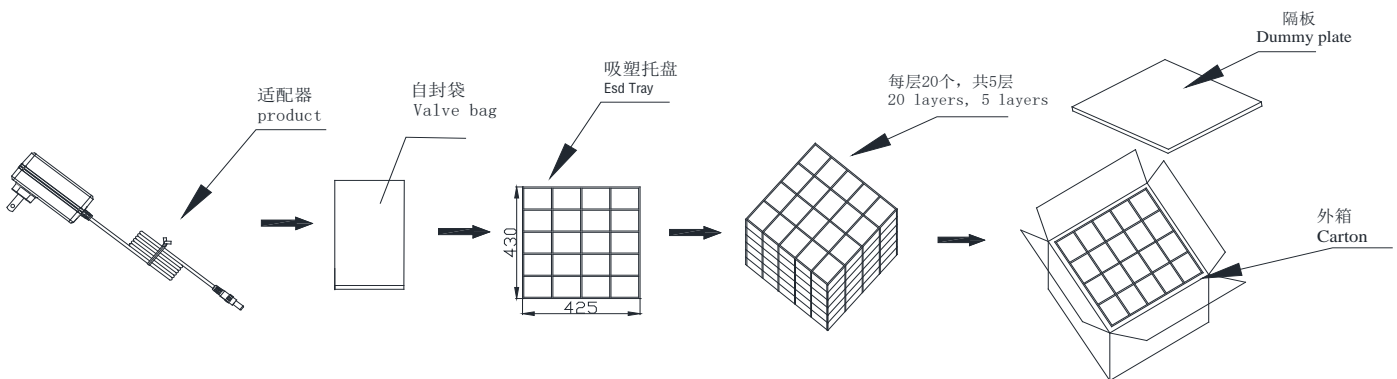 适配器
product
自封袋
Valve bag
吸塑托盘
Esd Tray
430
425
每层20个，共5层
20 layers, 5 layers
隔板
Dummy plate
外箱
Carton